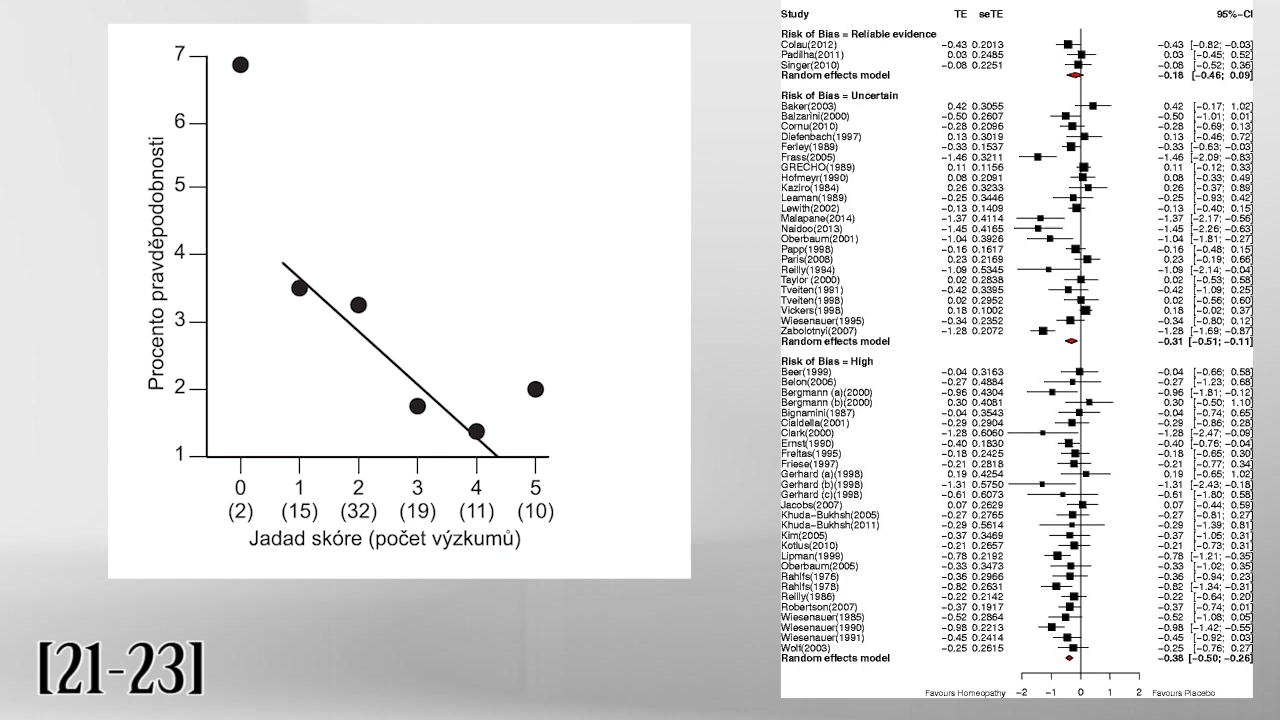 7
6
5
4
3
2
1
Procento pravděpodobnosti
0 1 2 3 4 5
(2) (15) (32) (19) (11) (10)
Jadad skóre (počet výzkumů)
[21-23]
Study TE seTE 95%-CI
Risk of Bias = Reliable evidence
Colau(2012) -0.43 0.2013 -0.43 [-0.82; -0.03]
Padilha(2011) 0.03 0.2485 0.03 [-0.45; 0.52]
Singer(2010) -0.08 0.2251 -0.08 [-0.52; 0.36]
Random effects model -0.18 [-0.46; 0.09]
Risk of Bias = Uncertain
Baker(2003) 0.42 0.3055 0.42 [-0.17; 1.02]
Balzarini(2000) -0.50 0.2607 -0.50 [-1.01; 0.01]
Cornu(2010) -0.28 0.2096 -0.28 [-0.69; 0.13]
Diefenbach(1997) 0.13 0.3019 0.13 [-0.46; 0.72]
Ferley(1989) -0.33 0.1537 -0.33 [-0.63; -0.03]
Frass(2005) -1.46 0.3211 -1.46 [-2.09; -0.83]
GRECHO(1989) 0.11 0.1156 0.11 [-0.12; 0.33]
Hofmeyr(1990) 0.08 0.2091 0.08 [-0.33; 0.49]
Kaziro(1984) 0.26 0.3233 0.26 [-0.37; 0.89]
Leaman(1989) -0.25 0.3446 -0.25 [-0.93; 0.42]
Lewith(2002) -0.13 0.1409 -0.13 [-0.40; 0.15]
Malapane(2014) -1.37 0.4114 -1.37 [-2.17; -0.56]
Naidoo(2013) -1.45 0.4165 -1.45 [-2.26; -0.63]
Oberbaum(2001) -1.04 0.3926 -1.04 [-1.81; -0.27]
Papp(1998) -0.16 0.1617 -0.16 [-0.48; 0.15]
Paris(2008) 0.23 0.2169 0.23 [-0.19; 0.66]
Reilly(1994) -1.09 0.5345 -1.09 [-2.14; -0.04]
Taylor (2000) 0.02 0.2838 0.02 [-0.53; 0.58]
Tveiten(1991) -0.42 0.3395 -0.42 [-1.09; 0.25]
Tveiten(1998) 0.02 0.2952 0.02 [-0.56; 0.60]
Vickers(1998) 0.18 0.1002 0.18 [-0.02; 0.37]
Wiesenauer(1995) -0.34 0.2352 -0.34 [-0.80; 0.12]
Zabolotnyi(2007) -1.28 0.2072 -1.28 [-1.69; -0.87]
Random effects model -0.31 [-0.51; -0.11]
Risk of Bias = High
Beer(1999) -0.04 0.3163 -0.04 [-0.66; 0.58]
Belon(2006) -0.27 0.4884 -0.27 [-1.23; 0.68]
Bergmann (a)(2000) -0.96 0.4304 -0.96 [-1.81; -0.12]
Bergmann (b)(2000) 0.30 0.4081 0.30 [-0.50; 1.10]
Bignamini(1987) -0.04 0.3543 -0.04 [-0.74; 0.65]
Cialdella(2001) -0.29 0.2904 -0.29 [-0.86; 0.28]
Clark(2000) -1.28 0.6060 -1.28 [-2.47; -0.09]
Ernst(1990) -0.40 0.1830 -0.40 [-0.76; -0.04]
Freitas(1995) -0.18 0.2425 -0.18 [-0.65; 0.30]
Friese(1997) -0.21 0.2818 -0.21 [-0.77; 0.34]
Gerhard (a)(1998) 0.19 0.4254 0.19 [-0.65; 1.02]
Gerhard (b)(1998) -1.31 0.5750 -1.31 [-2.43; -0.18]
Gerhard (c)(1998) -0.61 0.6073 -0.61 [-1.80; 0.58]
Jacobs(2007) 0.07 0.2629 0.07 [-0.44; 0.59]
Khuda-Bukhsh(2005) -0.27 0.2765 -0.27 [-0.81; 0.27]
Khuda-Bukhsh(2011) -0.29 0.5614 -0.29 [-1.39; 0.81]
Kim(2005) -0.37 0.3469 -0.37 [-1.05; 0.31]
Kotlus(2010) -0.21 0.2657 -0.21 [-0.73; 0.31]
Lipman(1999) -0.78 0.2192 -0.78 [-1.21; -0.35]
Oberbaum(2005) -0.33 0.3473 -0.33 [-1.02; 0.35]
Rahlfs(1976) -0.36 0.2966 -0.36 [-0.94; 0.23]
Rahlfs(1978) -0.82 0.2631 -0.82 [-1.34; -0.31]
Reilly(1986) -0.22 0.2142 -0.22 [-0.64; 0.20]
Robertson(2007) -0.37 0.1917 -0.37 [-0.74; 0.01]
Wiesenauer(1985) -0.52 0.2864 -0.52 [-1.08; 0.05]
Wiesenauer(1990) -0.98 0.2213 -0.98 [-1.42; -0.55]
Wiesenauer(1991) -0.45 0.2414 -0.45 [-0.92; 0.03]
Wolf(2003) -0.25 0.2615 -0.25 [-0.76; 0.27]
Random effects model -0.38 [-0.50; -0.26]
Favours Homeopathy -2 -1 0 1 2 Favours Placebo